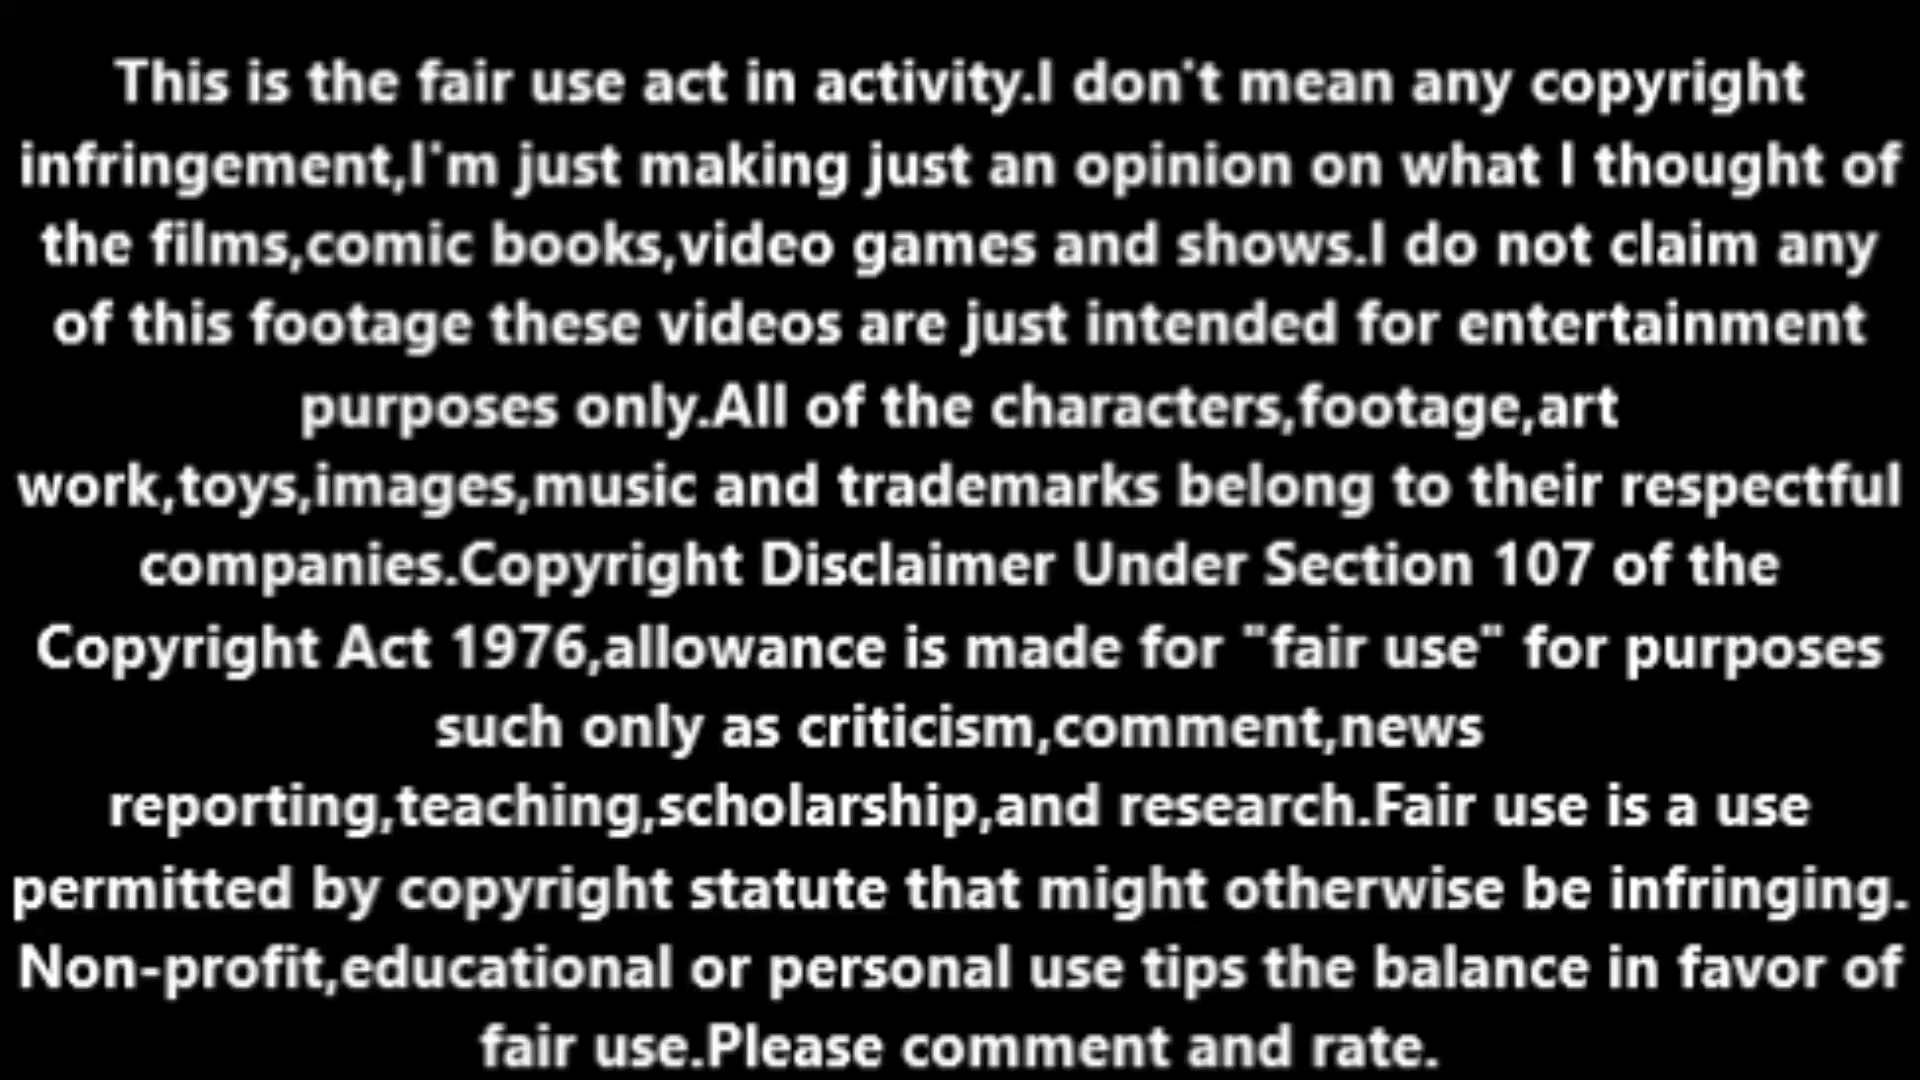 This is the fair use act in activity.I don't mean any copyright
infringement,I'm just making just an opinion on what I thought of
the films,comic books,video games and shows.I do not claim any
of this footage these videos are just intended for entertainment
purposes only.All of the characters,footage,art
work,toys,images,music and trademarks belong to their respectful
companies.Copyright Disclaimer Under Section 107 of the
Copyright Act 1976,allowance is made for "fair use" for purposes
such only as criticism,comment,news
reporting,teaching,scholarship,and research.Fair use is a use
permitted by copyright statute that might otherwise be infringing.
Non-profit,educational or personal use tips the balance in favor of
fair use.Please comment and rate.